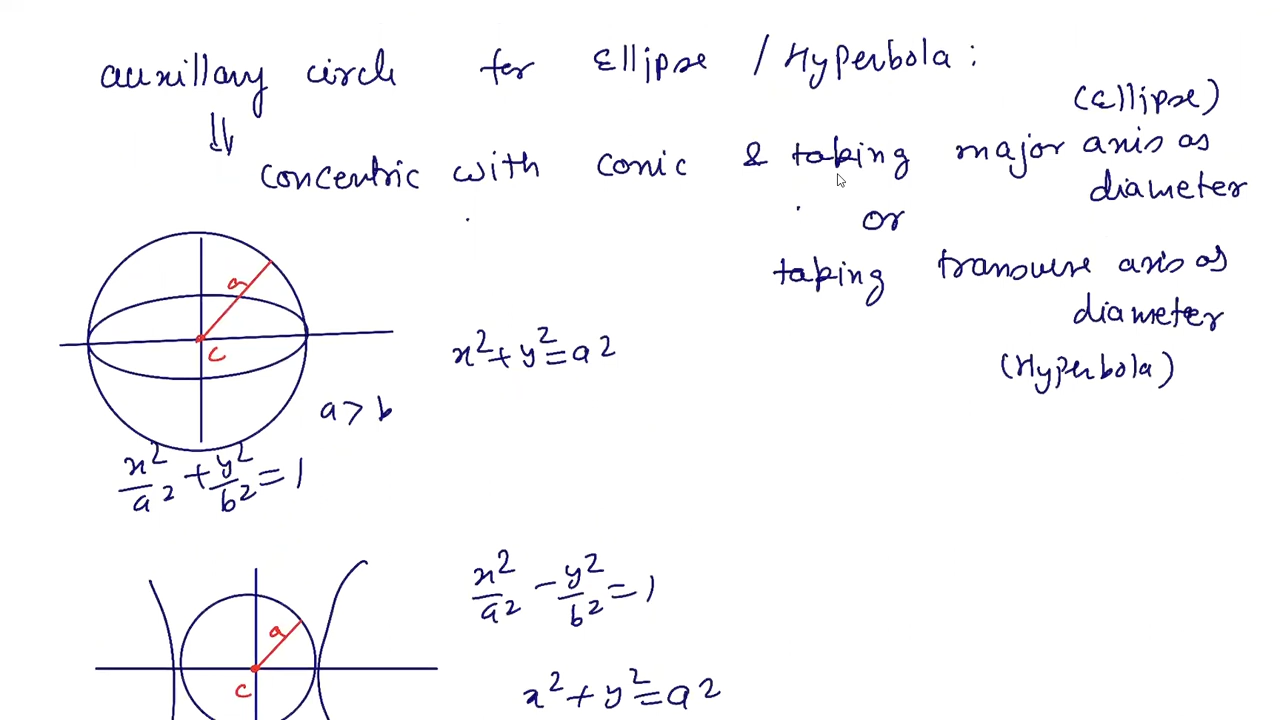 auxillary circle for Ellipse / Hyperbola :
(Ellipse)
concentric with conic & taking major axis as
diameter
or
taking transverse axis as
diameter
(Hyperbola)
a
C
x²+y²=a²
a > b
x²/a² + y²/b² = 1
x²/a² - y²/b² = 1
a
C
x²+y²=a²